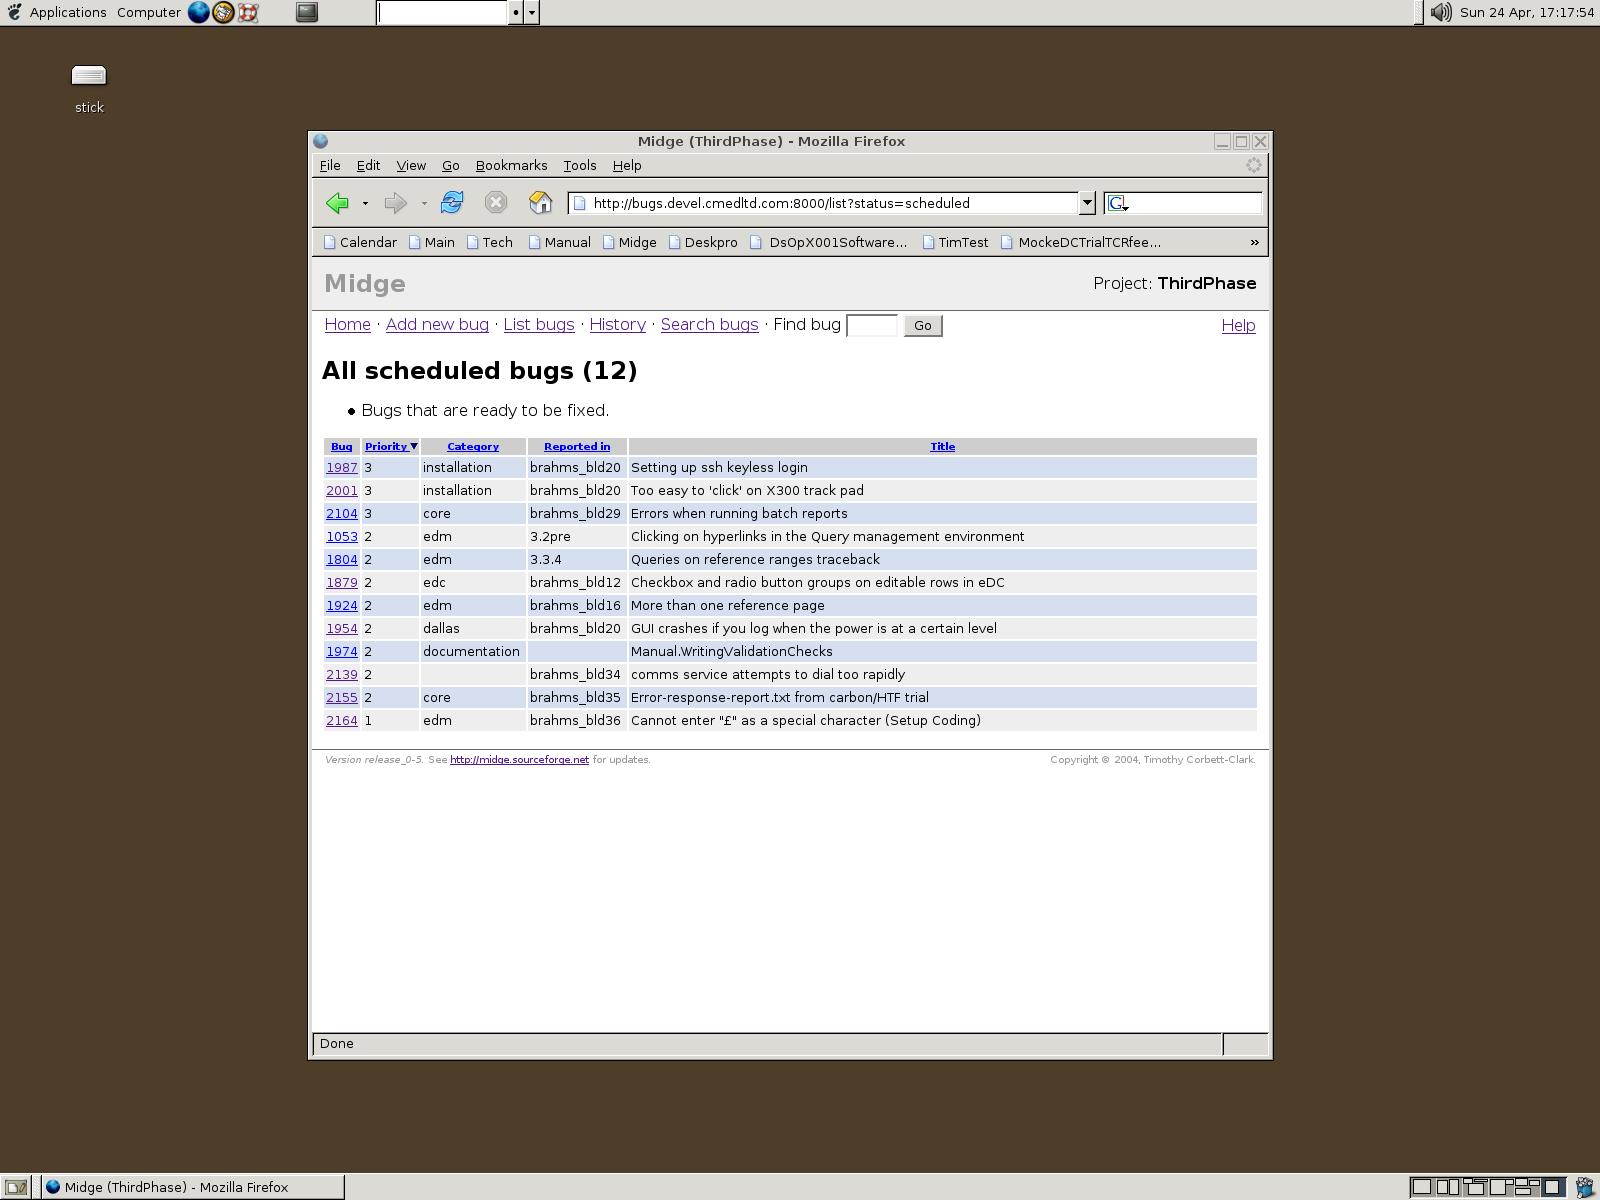 Applications Computer Sun 24 Apr, 17:17:54
stick
Midge (ThirdPhase) - Mozilla Firefox
File Edit View Go Bookmarks Tools Help
http://bugs.devel.cmedltd.com:8000/list?status=scheduled G
Calendar Main Tech Manual Midge Deskpro DsOpX001Software... TimTest MockeDCTrialTCRfee... »
Midge Project: ThirdPhase
Home · Add new bug · List bugs · History · Search bugs · Find bug Go Help
All scheduled bugs (12)
• Bugs that are ready to be fixed.
Bug Priority Category Reported in Title
1987 3 installation brahms_bld20 Setting up ssh keyless login
2001 3 installation brahms_bld20 Too easy to 'click' on X300 track pad
2104 3 core brahms_bld29 Errors when running batch reports
1053 2 edm 3.2pre Clicking on hyperlinks in the Query management environment
1804 2 edm 3.3.4 Queries on reference ranges traceback
1879 2 edc brahms_bld12 Checkbox and radio button groups on editable rows in eDC
1924 2 edm brahms_bld16 More than one reference page
1954 2 dallas brahms_bld20 GUI crashes if you log when the power is at a certain level
1974 2 documentation Manual.WritingValidationChecks
2139 2 brahms_bld34 comms service attempts to dial too rapidly
2155 2 core brahms_bld35 Error-response-report.txt from carbon/HTF trial
2164 1 edm brahms_bld36 Cannot enter "£" as a special character (Setup Coding)
Version release_0-5. See http://midge.sourceforge.net for updates. Copyright © 2004, Timothy Corbett-Clark.
Done
Midge (ThirdPhase) - Mozilla Firefox